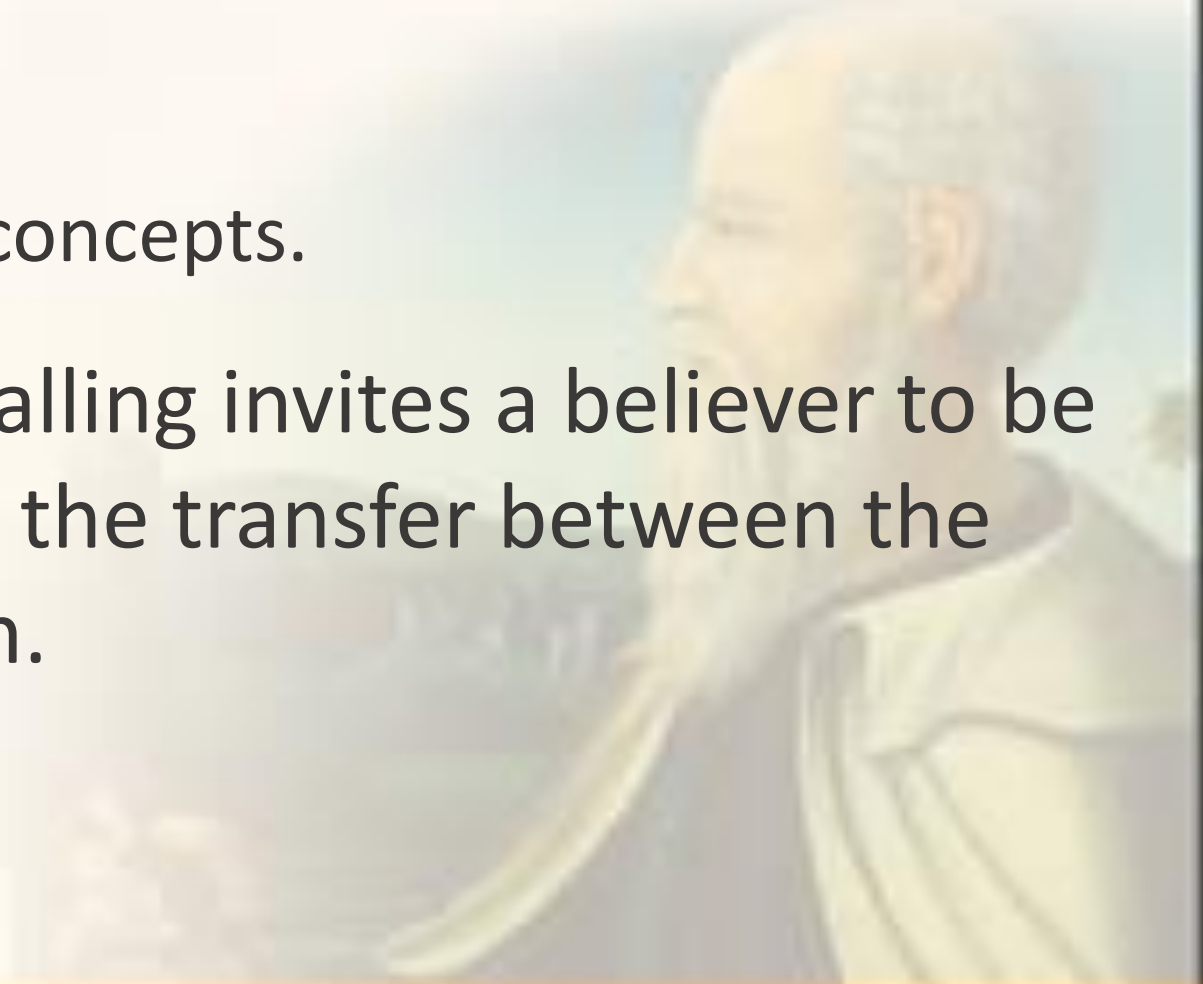 concepts.
alling invites a believer to be
the transfer between the
n.